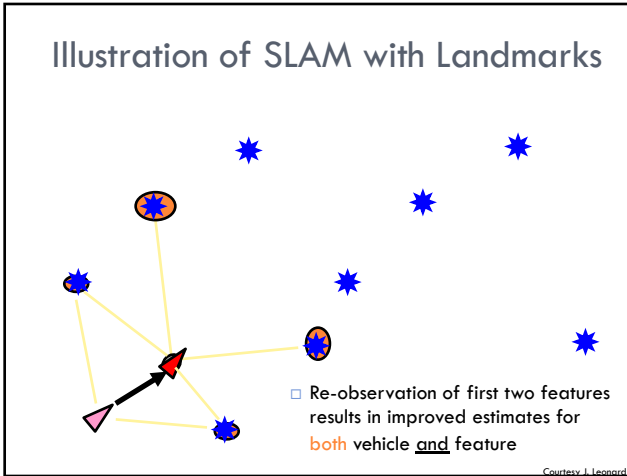 Illustration of SLAM with Landmarks
Re-observation of first two features
results in improved estimates for
both vehicle and feature
Courtesy J. Leonard